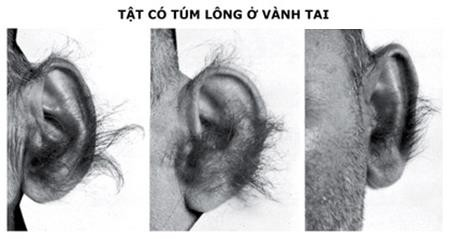 TẬT CÓ TÚM LÔNG Ở VÀNH TAI